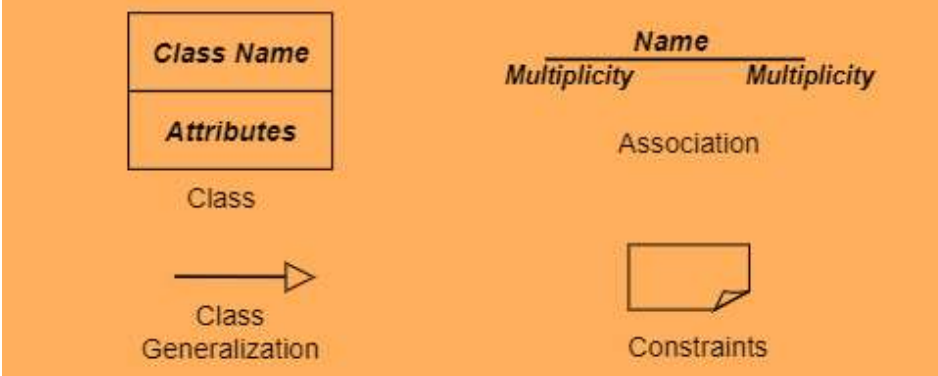 Class Name
Attributes
Class
Name
Multiplicity Multiplicity
Association
Class
Generalization
Constraints